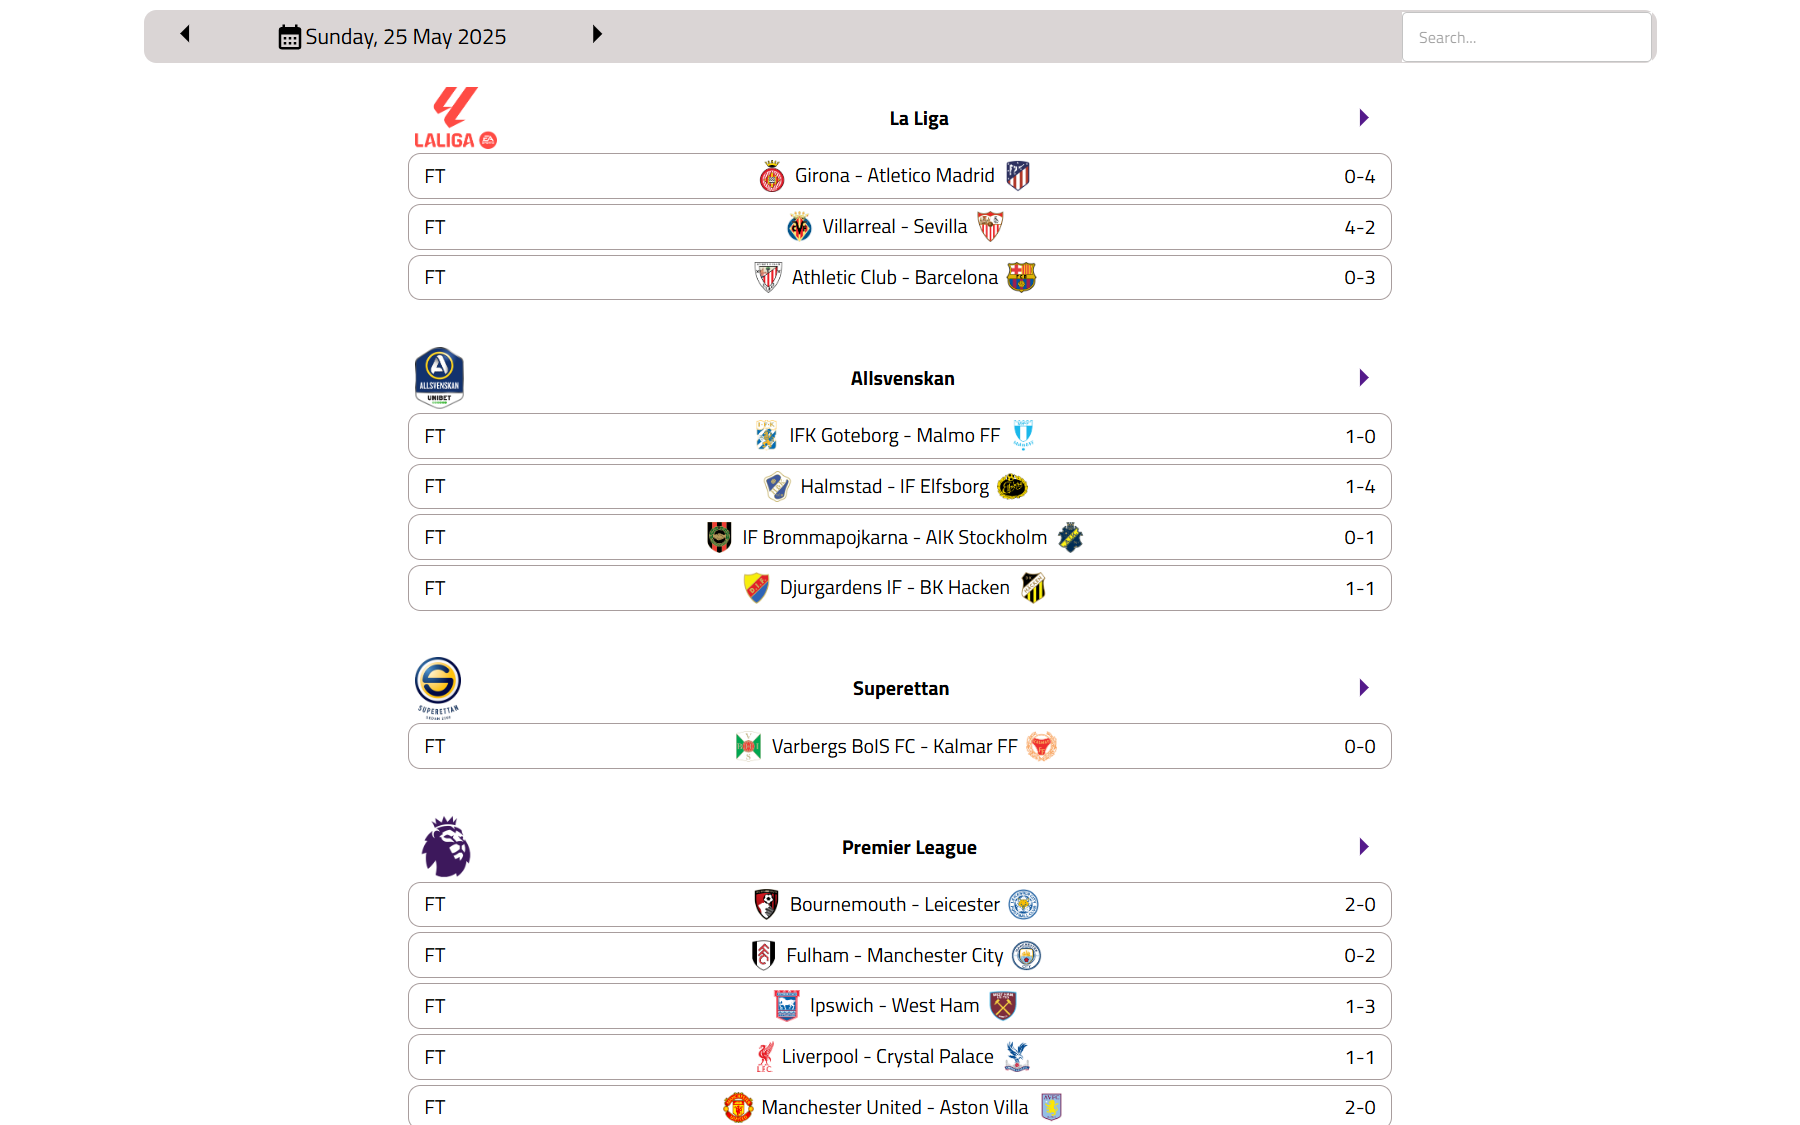 Sunday, 25 May 2025
Search...
LALIGA
La Liga
FT Girona - Atletico Madrid 0-4
FT Villarreal - Sevilla 4-2
FT Athletic Club - Barcelona 0-3
ALLSVENSKAN
UNIBET
Allsvenskan
FT IFK Goteborg - Malmo FF 1-0
FT Halmstad - IF Elfsborg 1-4
FT IF Brommapojkarna - AIK Stockholm 0-1
FT Djurgardens IF - BK Hacken 1-1
SUPERETTAN
Superettan
FT Varbergs BoIS FC - Kalmar FF 0-0
Premier League
FT Bournemouth - Leicester 2-0
FT Fulham - Manchester City 0-2
FT Ipswich - West Ham 1-3
FT Liverpool - Crystal Palace 1-1
FT Manchester United - Aston Villa 2-0